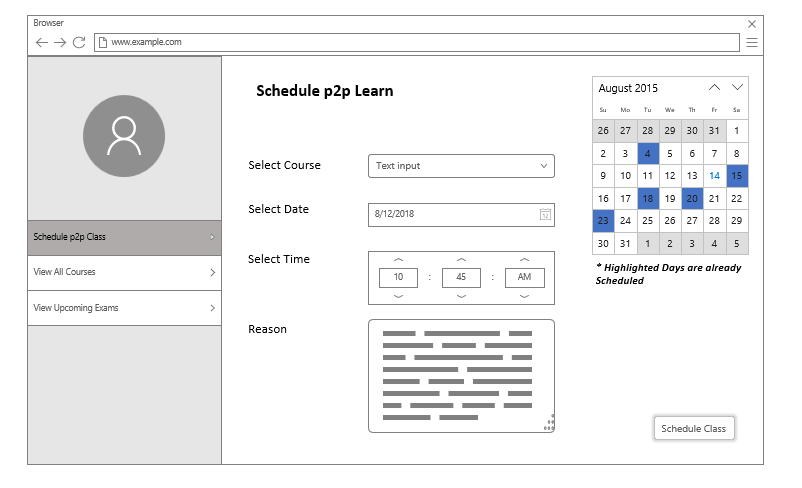 Browser
www.example.com
Schedule p2p Class
View All Courses
View Upcoming Exams
Schedule p2p Learn
Select Course
Text input
Select Date
8/12/2018
12
Select Time
10 : 45 : AM
Reason
August 2015
Su Mo Tu We Th Fr Sa
26 27 28 29 30 31 1
2 3 4 5 6 7 8
9 10 11 12 13 14 15
16 17 18 19 20 21 22
23 24 25 26 27 28 29
30 31 1 2 3 4 5
* Highlighted Days are already
Scheduled
Schedule Class